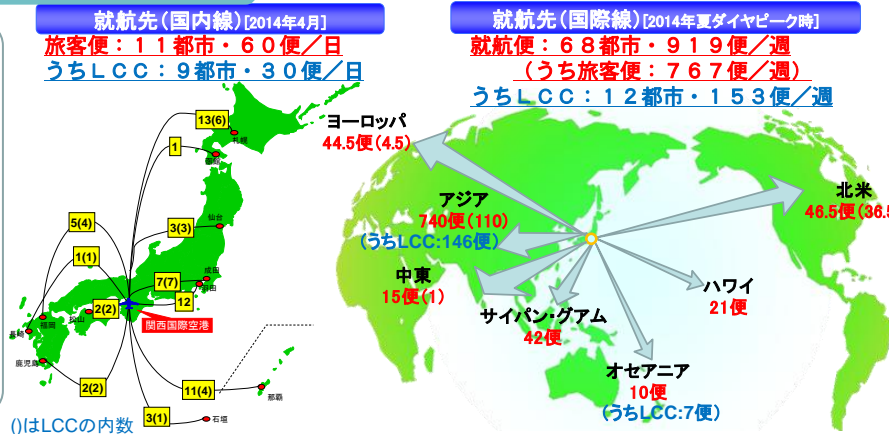 就航先(国内線)[2014年4月]
旅客便：１１都市・６０便／日
うちＬＣＣ：９都市・３０便／日
13(6)
札幌
1
5(4)
仙台
3(3)
1(1)
成田
7(7)
羽田
12
2(2)
松山
福岡
長崎
関西国際空港
鹿児島
2(2)
11(4)
那覇
3(1)
石垣
()はLCCの内数
就航先(国際線)[2014年夏ダイヤピーク時]
就航便：６８都市・９１９便／週
（うち旅客便：７６７便／週）
うちＬＣＣ：１２都市・１５３便／週
ヨーロッパ
44.5便(4.5)
北米
46.5便(36.5
アジア
740便(110)
(うちLCC:146便)
中東
15便(1)
ハワイ
21便
サイパン・グアム
42便
オセアニア
10便
(うちLCC:7便)